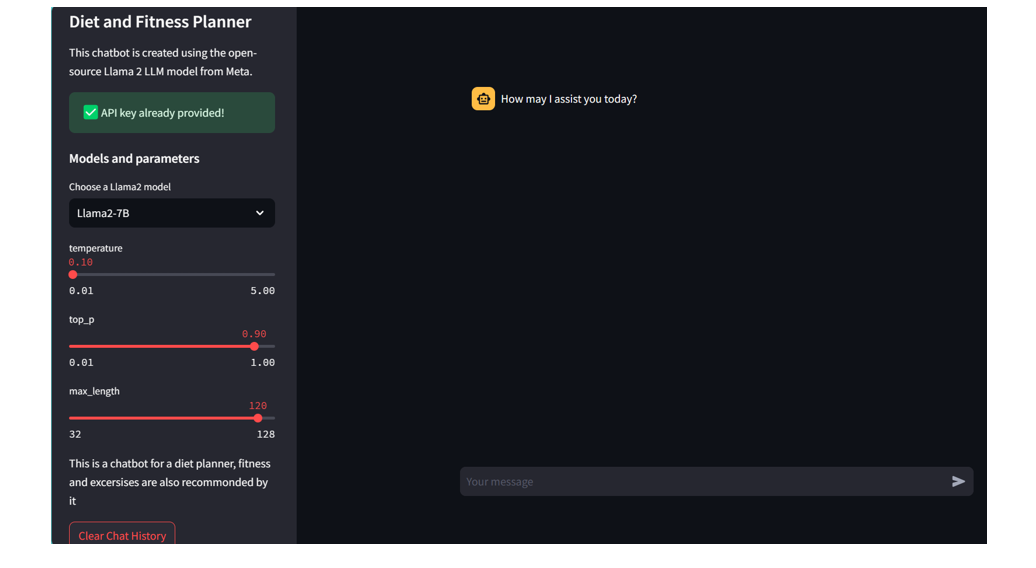 Diet and Fitness Planner
This chatbot is created using the open-
source Llama 2 LLM model from Meta.
API key already provided!
Models and parameters
Choose a Llama2 model
Llama2-7B
temperature
0.10
0.01 5.00
top_p
0.90
0.01 1.00
max_length
120
32 128
This is a chatbot for a diet planner, fitness
and excersises are also recommonded by
it
Clear Chat History
How may I assist you today?
Your message